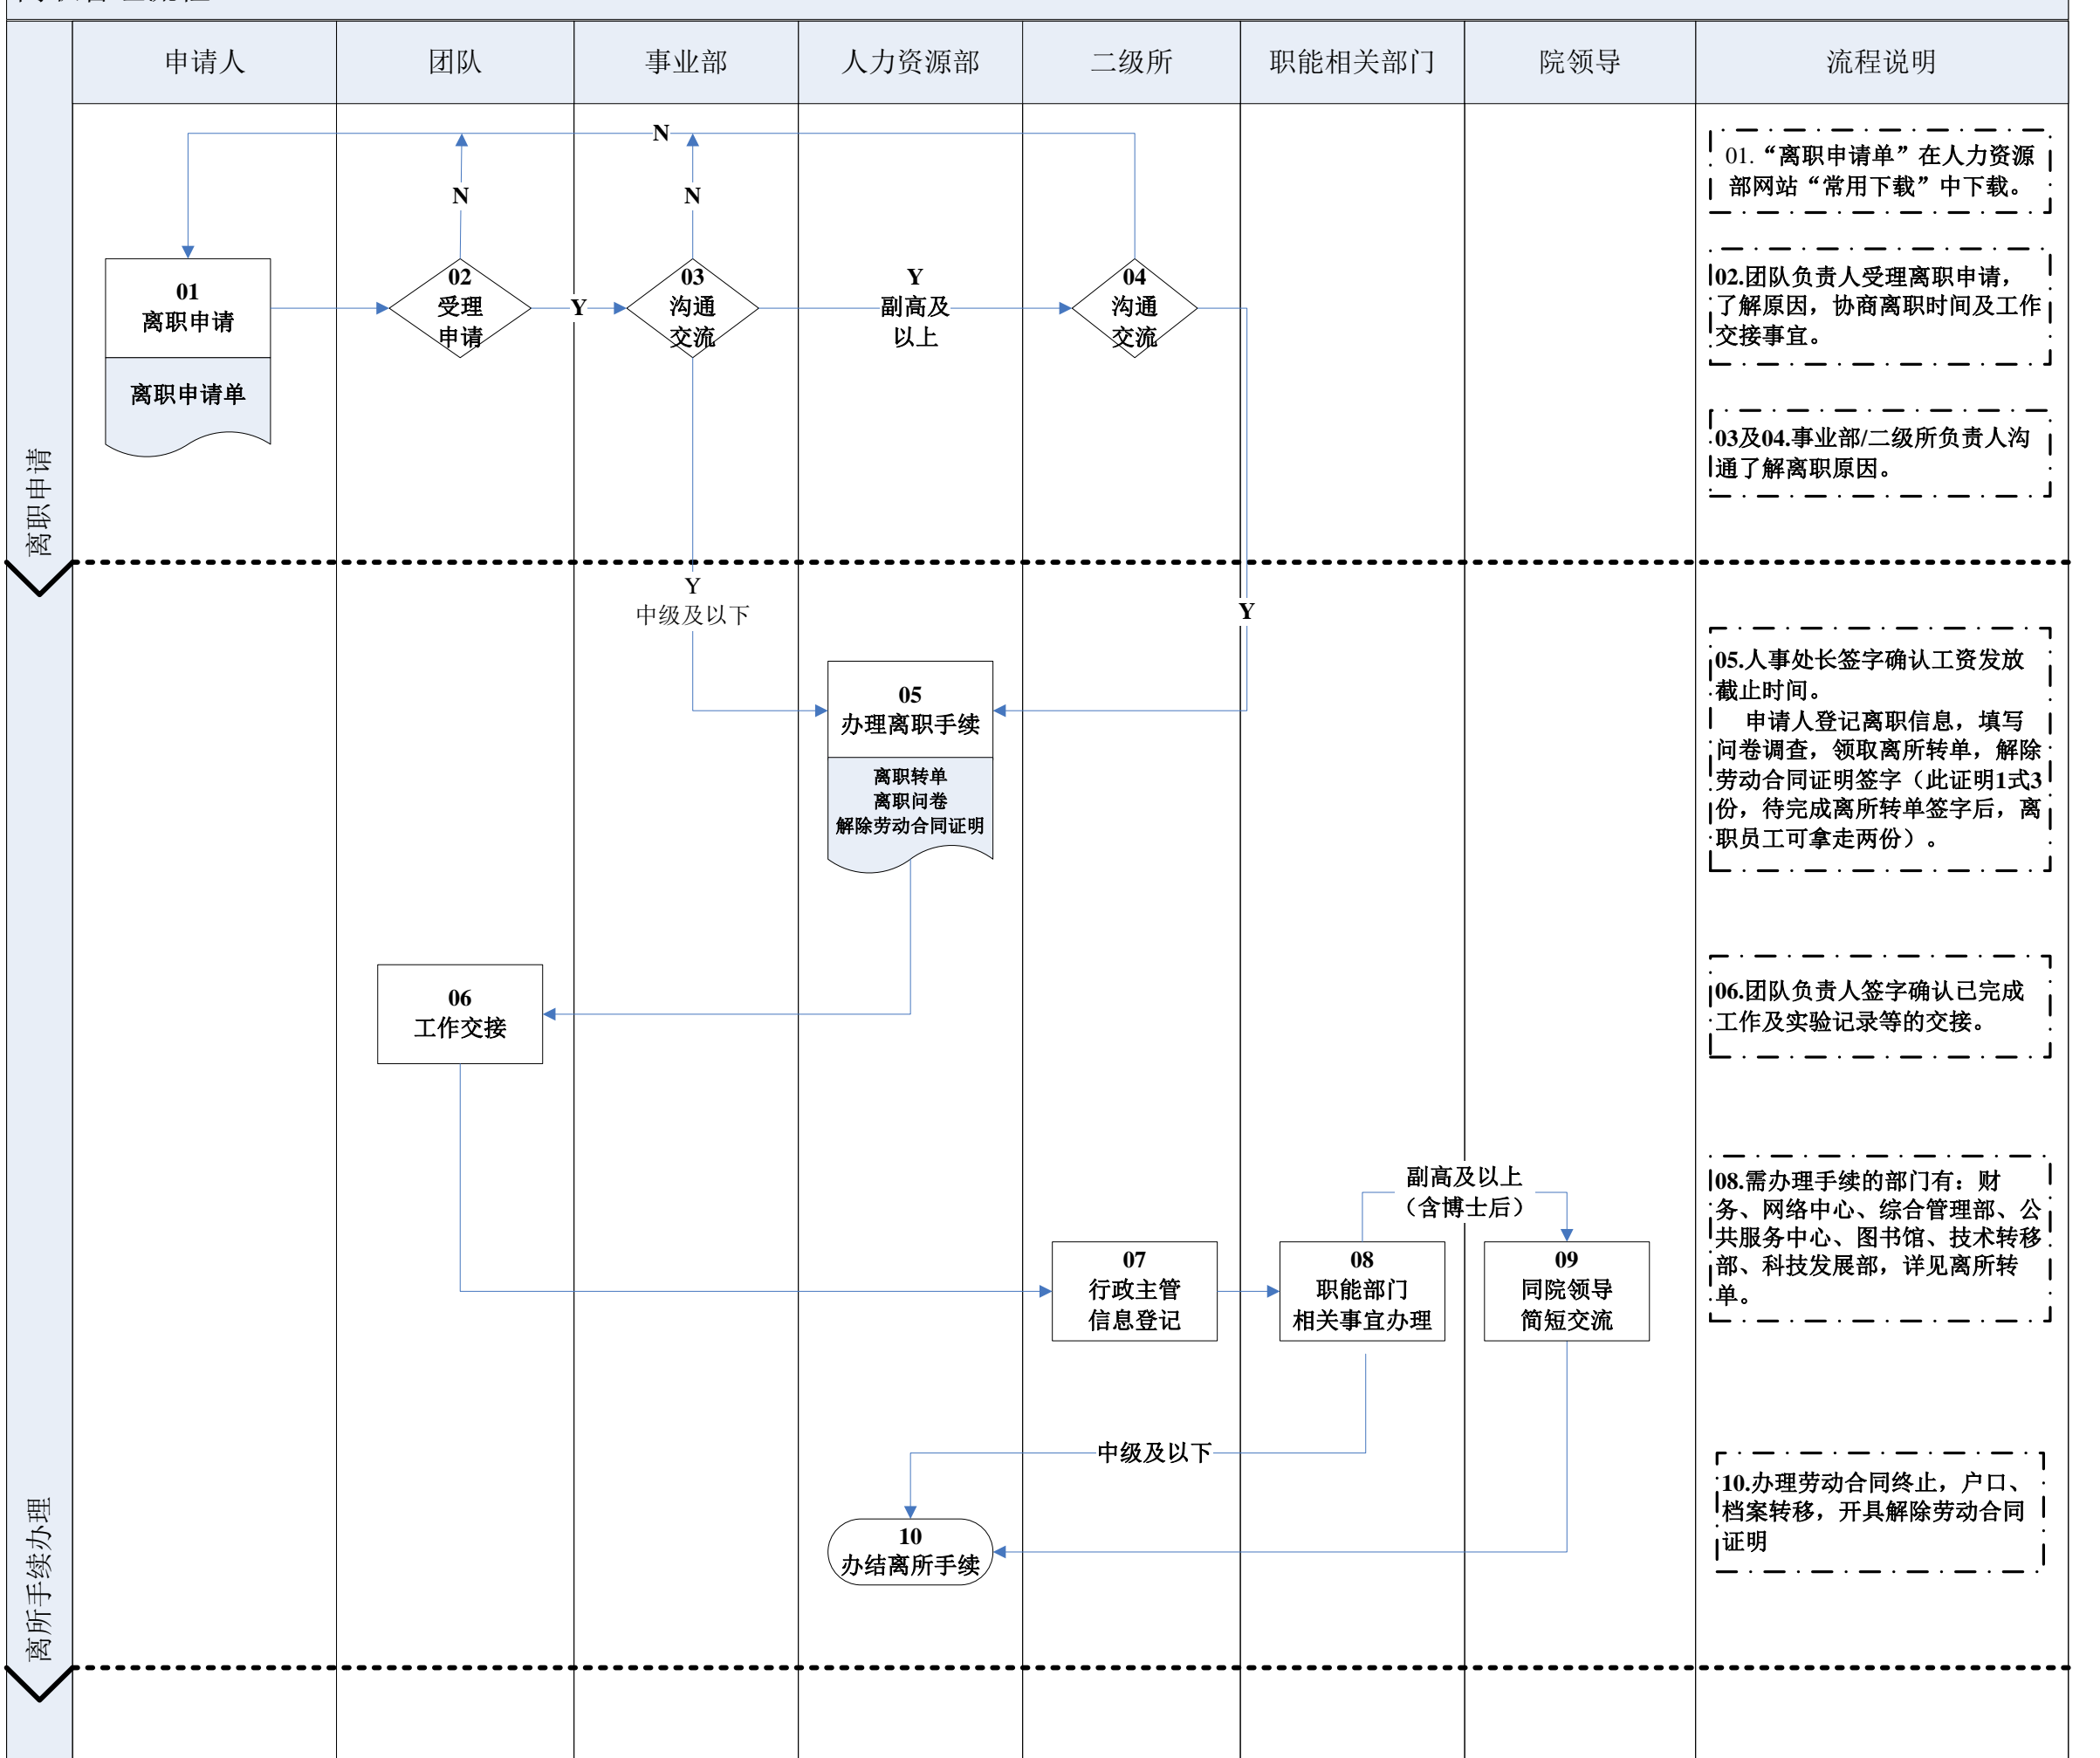 申请人
团队
事业部
人力资源部
二级所
职能相关部门
院领导
流程说明
离职申请
N
N
N
01
离职申请
离职申请单
02
受理
申请
Y
03
沟通
交流
Y
副高及
以上
04
沟通
交流
01.“离职申请单”在人力资源
部网站“常用下载”中下载。
02.团队负责人受理离职申请，
了解原因，协商离职时间及工作
交接事宜。
03及04.事业部/二级所负责人沟
通了解离职原因。
离所手续办理
Y
中级及以下
Y
05
办理离职手续
离职转单
离职问卷
解除劳动合同证明
05.人事处长签字确认工资发放
截止时间。
申请人登记离职信息，填写
问卷调查，领取离所转单，解除
劳动合同证明签字（此证明1式3
份，待完成离所转单签字后，离
职员工可拿走两份）。
06
工作交接
06.团队负责人签字确认已完成
工作及实验记录等的交接。
副高及以上
（含博士后）
07
行政主管
信息登记
08
职能部门
相关事宜办理
09
同院领导
简短交流
08.需办理手续的部门有：财
务、网络中心、综合管理部、公
共服务中心、图书馆、技术转移
部、科技发展部，详见离所转
单。
中级及以下
10
办结离所手续
10.办理劳动合同终止，户口、
档案转移，开具解除劳动合同
证明